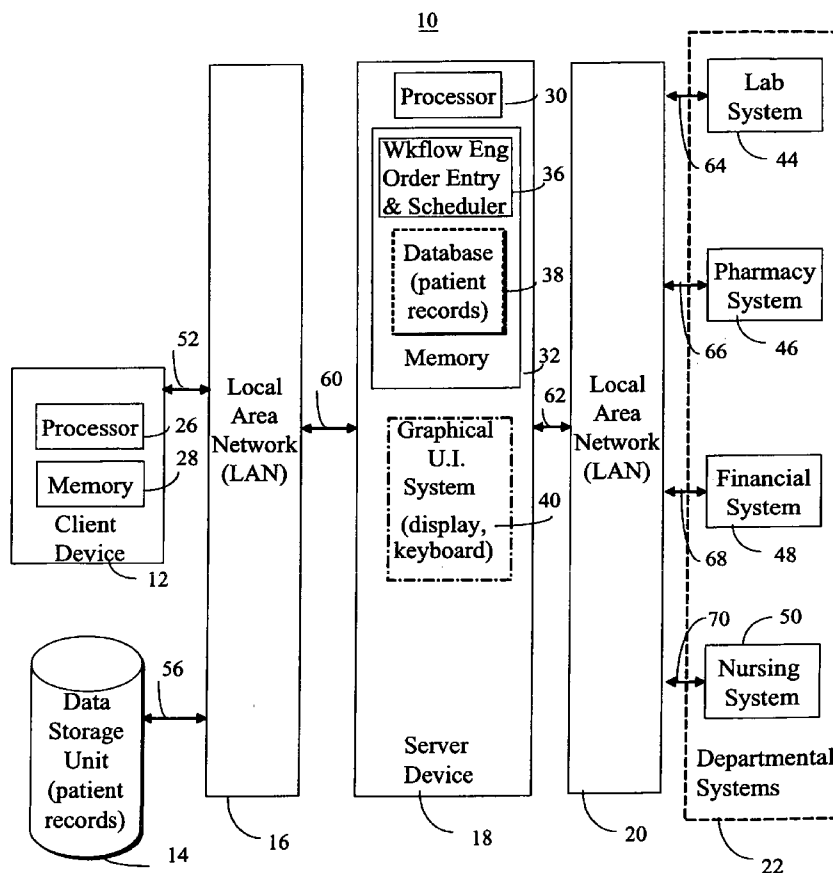 10
Processor
30
Wkflow Eng
Order Entry
& Scheduler
36
Database
(patient
records)
38
Memory
32
Graphical
U.I.
System
(display,
keyboard)
40
Server
Device
18
52
Processor
26
Memory
28
Client
Device
12
56
Data
Storage
Unit
(patient
records)
14
Local
Area
Network
(LAN)
16
60
62
Local
Area
Network
(LAN)
20
Lab
System
44
64
Pharmacy
System
46
66
Financial
System
48
68
70
50
Nursing
System
Departmental
Systems
22